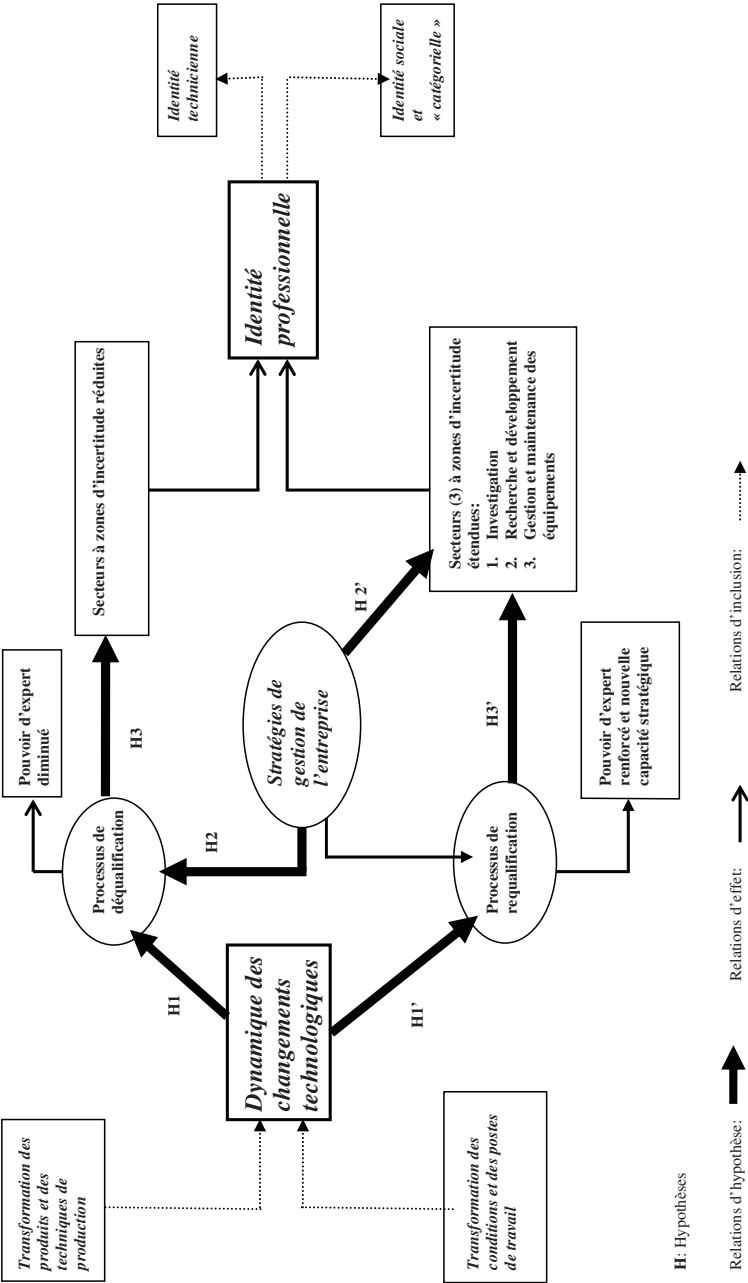 Transformation des
produits et des
techniques de
production
Transformation des
conditions et des postes
de travail
Dynamique des
changements
technologiques
H1
H1’
Processus de
déqualification
Processus de
requalification
Pouvoir d’expert
diminué
H3
H2
Stratégies de
gestion de
l’entreprise
H 2’
H3’
Pouvoir d’expert
renforcé et nouvelle
capacité stratégique
Secteurs à zones d’incertitude réduites
Secteurs (3) à zones d’incertitude
étendues:
1. Investigation
2. Recherche et développement
3. Gestion et maintenance des
équipements
Identité
professionnelle
Identité
technicienne
Identité sociale
et
« catégorielle »
H: Hypothèses
Relations d’hypothèse:
Relations d’effet:
Relations d’inclusion: